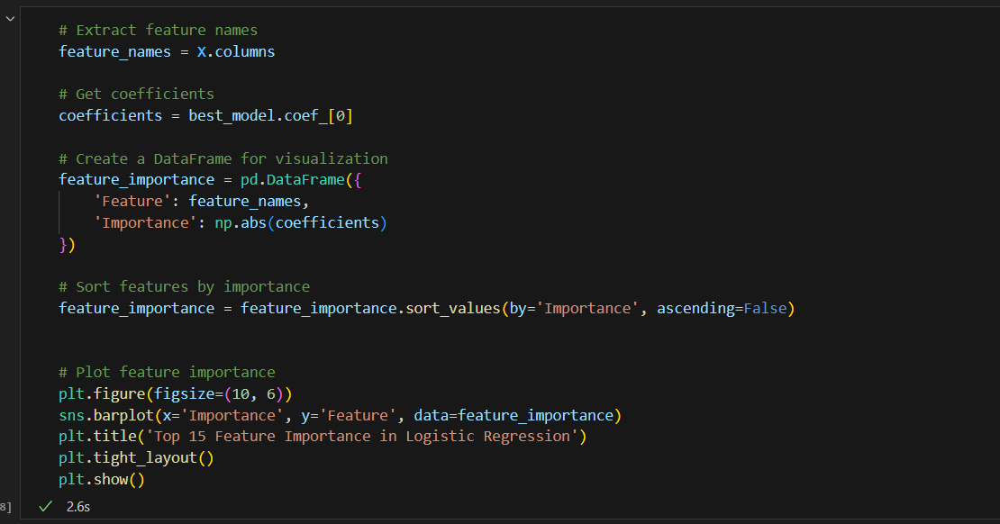 # Extract feature names
feature_names = X.columns
# Get coefficients
coefficients = best_model.coef_[0]
# Create a DataFrame for visualization
feature_importance = pd.DataFrame({
    'Feature': feature_names,
    'Importance': np.abs(coefficients)
})
# Sort features by importance
feature_importance = feature_importance.sort_values(by='Importance', ascending=False)
# Plot feature importance
plt.figure(figsize=(10, 6))
sns.barplot(x='Importance', y='Feature', data=feature_importance)
plt.title('Top 15 Feature Importance in Logistic Regression')
plt.tight_layout()
plt.show()
8] 2.6s